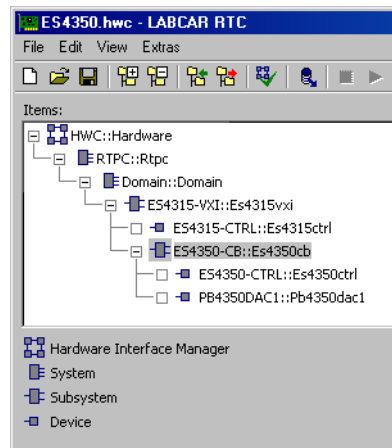 ES4350.hwc - LABCAR RTC
File Edit View Extras
Items:
HWC::Hardware
RTPC::Rtpc
Domain::Domain
ES4315-VXI::Es4315vxi
ES4315-CTRL::Es4315ctrl
ES4350-CB::Es4350cb
ES4350-CTRL::Es4350ctrl
PB4350DAC1::Pb4350dac1
Hardware Interface Manager
System
Subsystem
Device